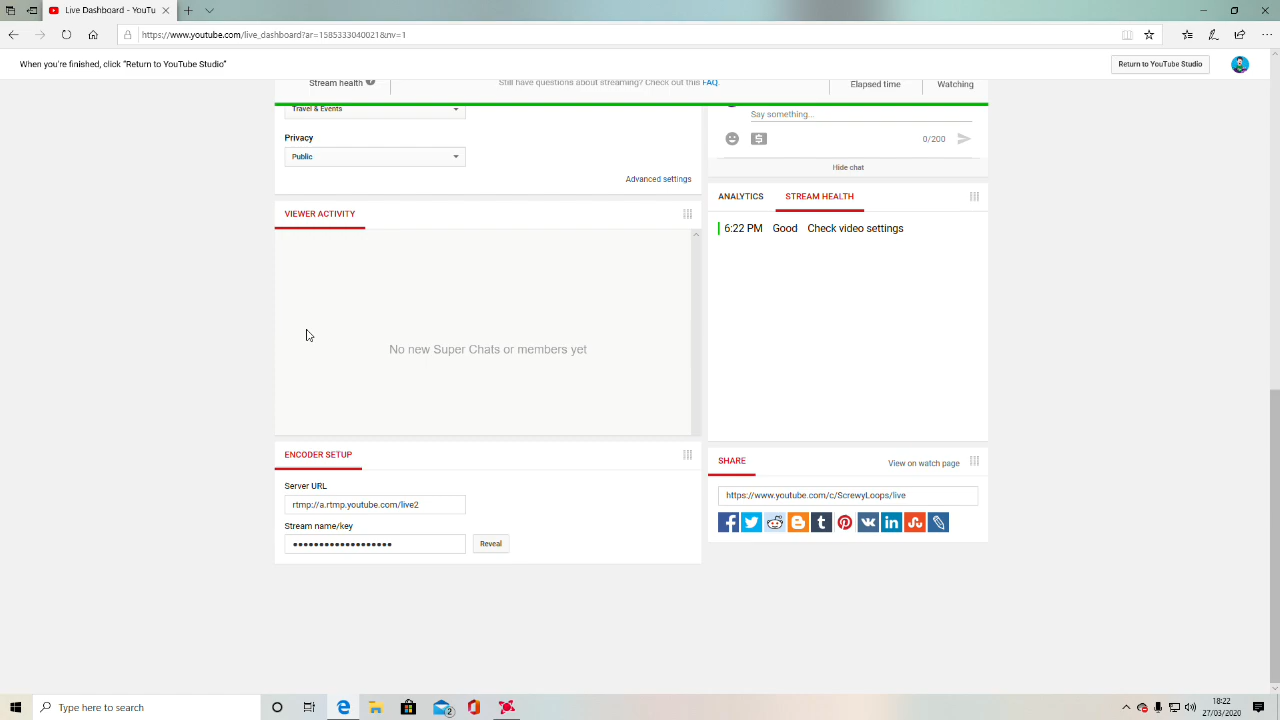 Live Dashboard - YouTu
https://www.youtube.com/live_dashboard?ar=1585333040021&nv=1
When you're finished, click "Return to YouTube Studio"
Return to YouTube Studio
Stream health
Still have questions about streaming? Check out this FAQ.
Elapsed time
Watching
Travel & Events
Privacy
Public
Advanced settings
Say something...
0/200
Hide chat
VIEWER ACTIVITY
No new Super Chats or members yet
ANALYTICS
STREAM HEALTH
6:22 PM Good Check video settings
ENCODER SETUP
Server URL
rtmp://a.rtmp.youtube.com/live2
Stream name/key
•••••••••••••••••••
Reveal
SHARE
View on watch page
https://www.youtube.com/c/ScrewyLoops/live
Type here to search
2
18:22
27/03/2020